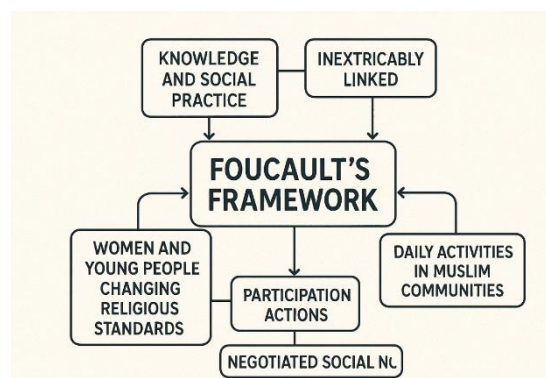 KNOWLEDGE
AND SOCIAL
PRACTICE
INEXTRICABLY
LINKED
FOUCAULT'S
FRAMEWORK
WOMEN AND
YOUNG PEOPLE
CHANGING
RELIGIOUS
STANDARDS
PARTICIPATION
ACTIONS
DAILY ACTIVITIES
IN MUSLIM
COMMUNITIES
NEGOTIATED SOCIAL